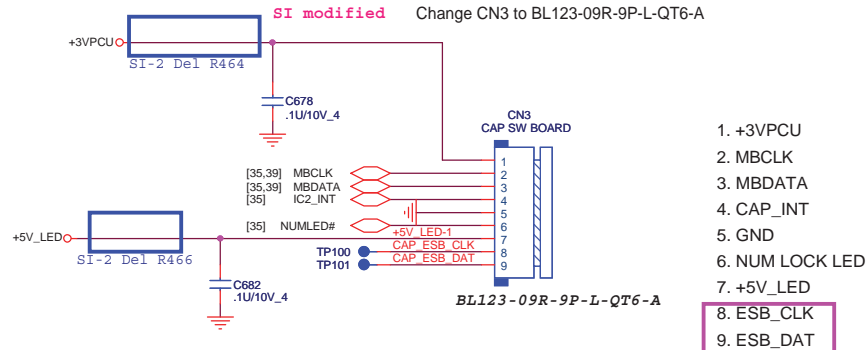 SI modified Change CN3 to BL123-09R-9P-L-QT6-A
+3VPCU
SI-2 Del R464
C678
.1U/10V_4
CN3
CAP SW BOARD
[35,39] MBCLK
[35,39] MBDATA
[35] IC2_INT
[35] NUMLED#
+5V_LED
+5V_LED-1
CAP_ESB_CLK
CAP_ESB_DAT
TP100
TP101
SI-2 Del R466
C682
.1U/10V_4
1
2
3
4
5
6
7
8
9
BL123-09R-9P-L-QT6-A
1. +3VPCU
2. MBCLK
3. MBDATA
4. CAP_INT
5. GND
6. NUM LOCK LED
7. +5V_LED
8. ESB_CLK
9. ESB_DAT